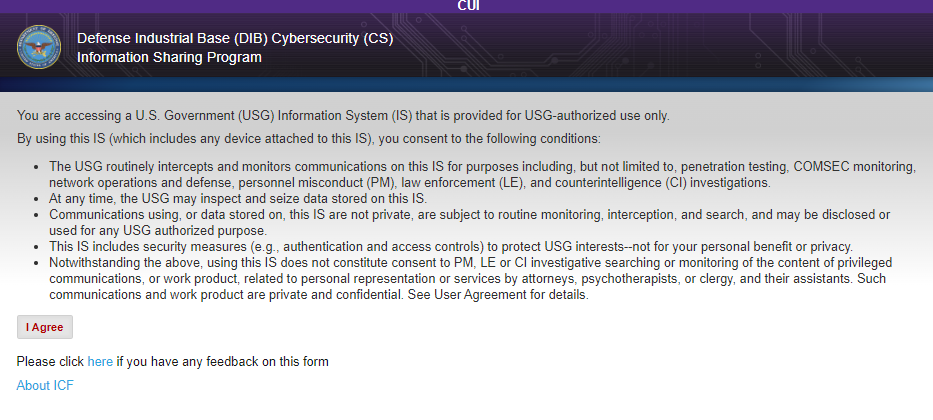 CUI
Defense Industrial Base (DIB) Cybersecurity (CS)
Information Sharing Program
You are accessing a U.S. Government (USG) Information System (IS) that is provided for USG-authorized use only.
By using this IS (which includes any device attached to this IS), you consent to the following conditions:
• The USG routinely intercepts and monitors communications on this IS for purposes including, but not limited to, penetration testing, COMSEC monitoring,
network operations and defense, personnel misconduct (PM), law enforcement (LE), and counterintelligence (CI) investigations.
• At any time, the USG may inspect and seize data stored on this IS.
• Communications using, or data stored on, this IS are not private, are subject to routine monitoring, interception, and search, and may be disclosed or
used for any USG authorized purpose.
• This IS includes security measures (e.g., authentication and access controls) to protect USG interests--not for your personal benefit or privacy.
• Notwithstanding the above, using this IS does not constitute consent to PM, LE or CI investigative searching or monitoring of the content of privileged
communications, or work product, related to personal representation or services by attorneys, psychotherapists, or clergy, and their assistants. Such
communications and work product are private and confidential. See User Agreement for details.
I Agree
Please click here if you have any feedback on this form
About ICF